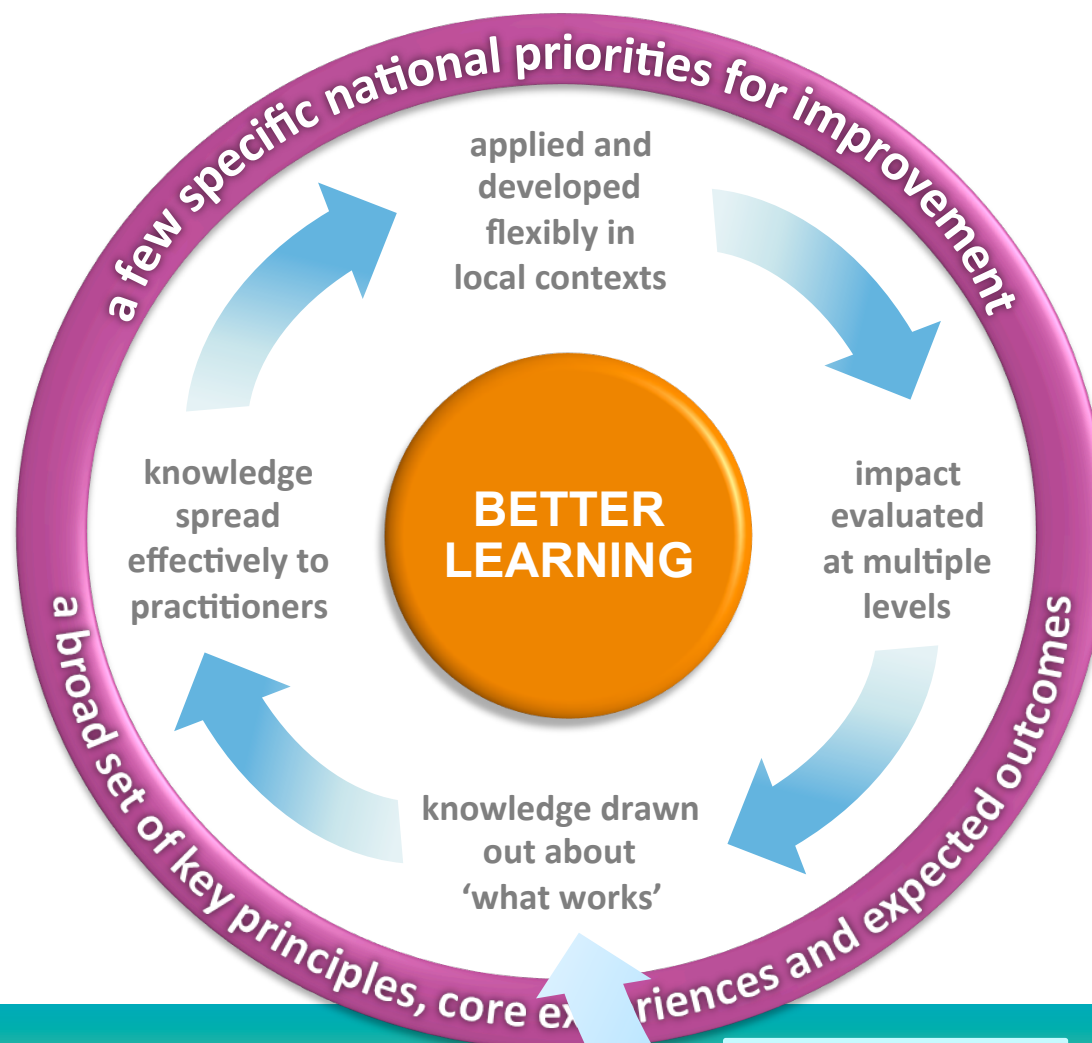 a few specific national priorities for improvement
applied and
developed
flexibly in
local contexts
impact
evaluated
at multiple
levels
knowledge drawn
out about
‘what works’
knowledge
spread
effectively to
practitioners
BETTER
LEARNING
a broad set of key principles, core and expected outcomes